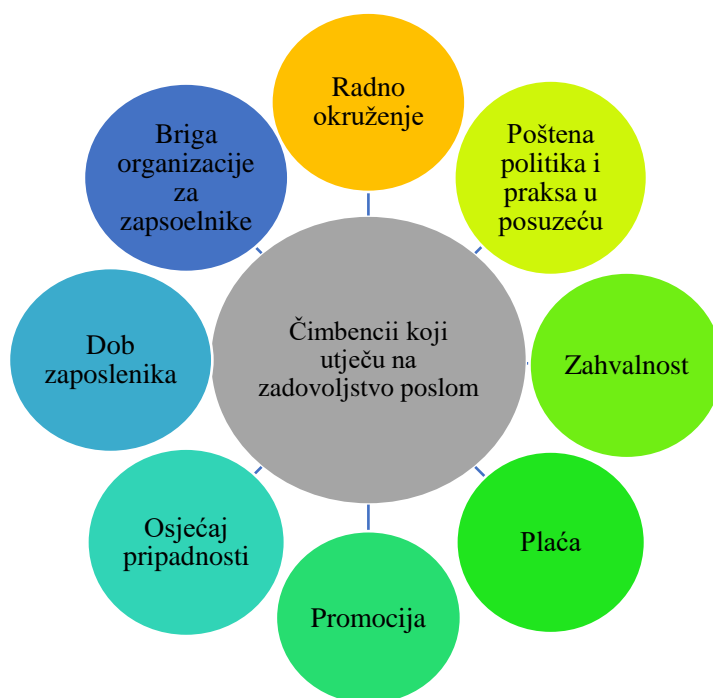 Radno
okruženje
Poštena
politika i
praksa u
posuzeću
Zahvalnost
Plaća
Promocija
Osjećaj
pripadnosti
Dob
zaposlenika
Briga
organizacije
za
zapsoelnike
Čimbencii koji
utječu na
zadovoljstvo poslom